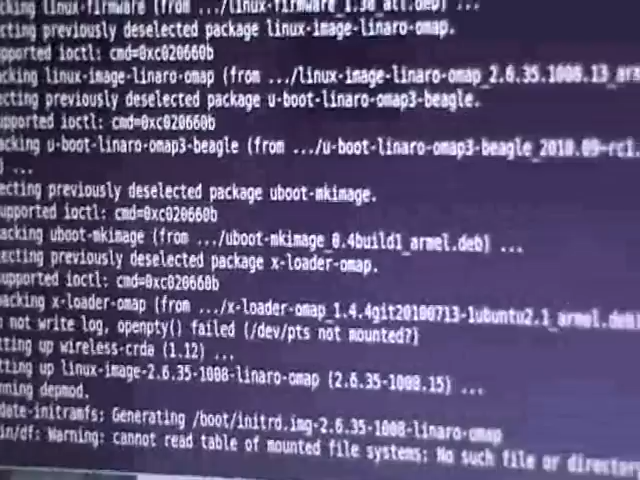 cking linux-firmware (from .../linux-firmware_1.38_all.deb) ...
cting previously deselected package linux-image-linaro-omap.
pported ioctl: cmd=0xc020660b
cking linux-image-linaro-omap (from .../linux-image-linaro-omap_2.6.35.1008.13_arm
ecting previously deselected package u-boot-linaro-omap3-beagle.
upported ioctl: cmd=0xc020660b
acking u-boot-linaro-omap3-beagle (from .../u-boot-linaro-omap3-beagle_2010.09~rc1.
) ...
ecting previously deselected package uboot-mkimage.
upported ioctl: cmd=0xc020660b
acking uboot-mkimage (from .../uboot-mkimage_0.4build1_armel.deb) ...
ecting previously deselected package x-loader-omap.
supported ioctl: cmd=0xc020660b
packing x-loader-omap (from .../x-loader-omap_1.4.4git20100713-1ubuntu2.1_armel.deb)
n not write log, openpty() failed (/dev/pts not mounted?)
tting up wireless-crda (1.12) ...
tting up linux-image-2.6.35-1008-linaro-omap (2.6.35-1008.15) ...
nning depmod.
date-initramfs: Generating /boot/initrd.img-2.6.35-1008-linaro-omap
in/df: Warning: cannot read table of mounted file systems: No such file or directory